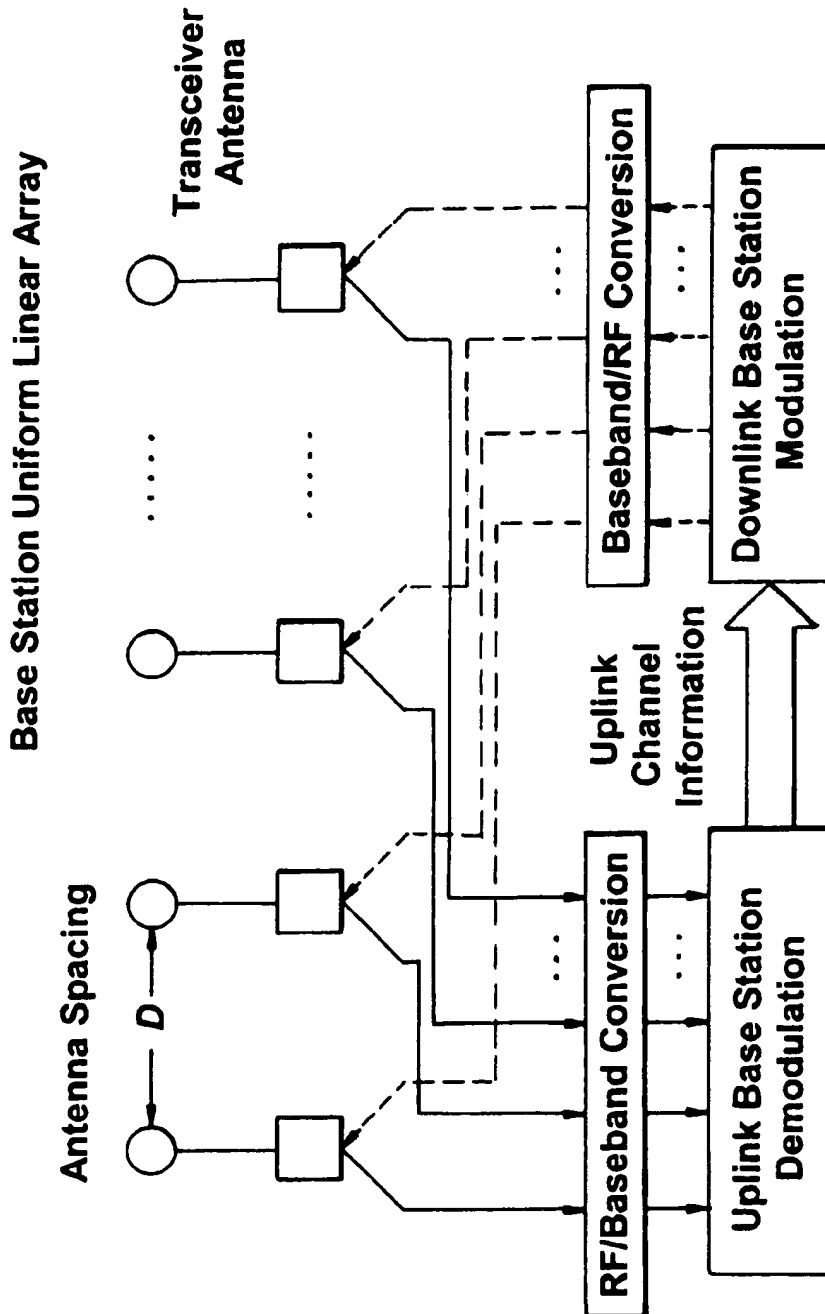 Base Station Uniform Linear Array
Antenna Spacing
Transceiver
Antenna
D
.....
.....
...
...
RF/Baseband Conversion
Baseband/RF Conversion
...
...
Uplink
Channel
Information
Uplink Base Station
Demodulation
Downlink Base Station
Modulation